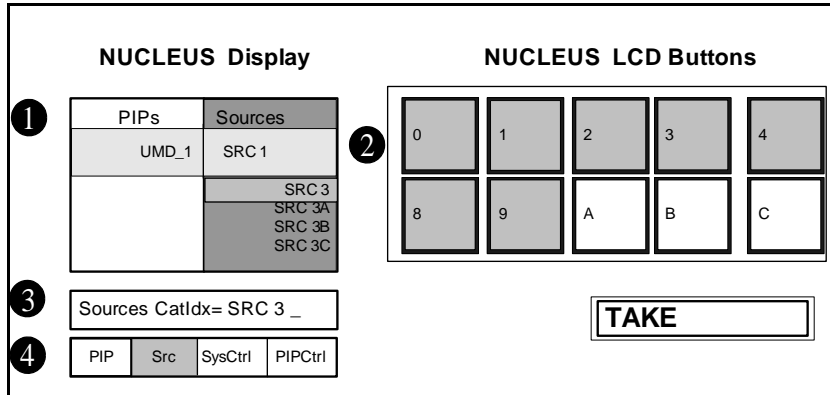 NUCLEUS Display
NUCLEUS LCD Buttons
1
PIPs Sources
UMD_1 SRC 1
SRC 3
SRC 3A
SRC 3B
SRC 3C
2
0 1 2 3 4
8 9 A B C
3
Sources CatIdx= SRC 3 _
TAKE
4
PIP Src SysCtrl PIPCtrl